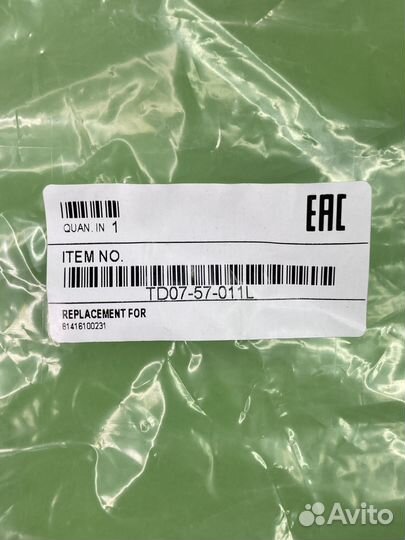 QUAN. IN 1
EAC
ITEM NO.
TD07-57-011L
REPLACEMENT FOR
81416100231
Avito